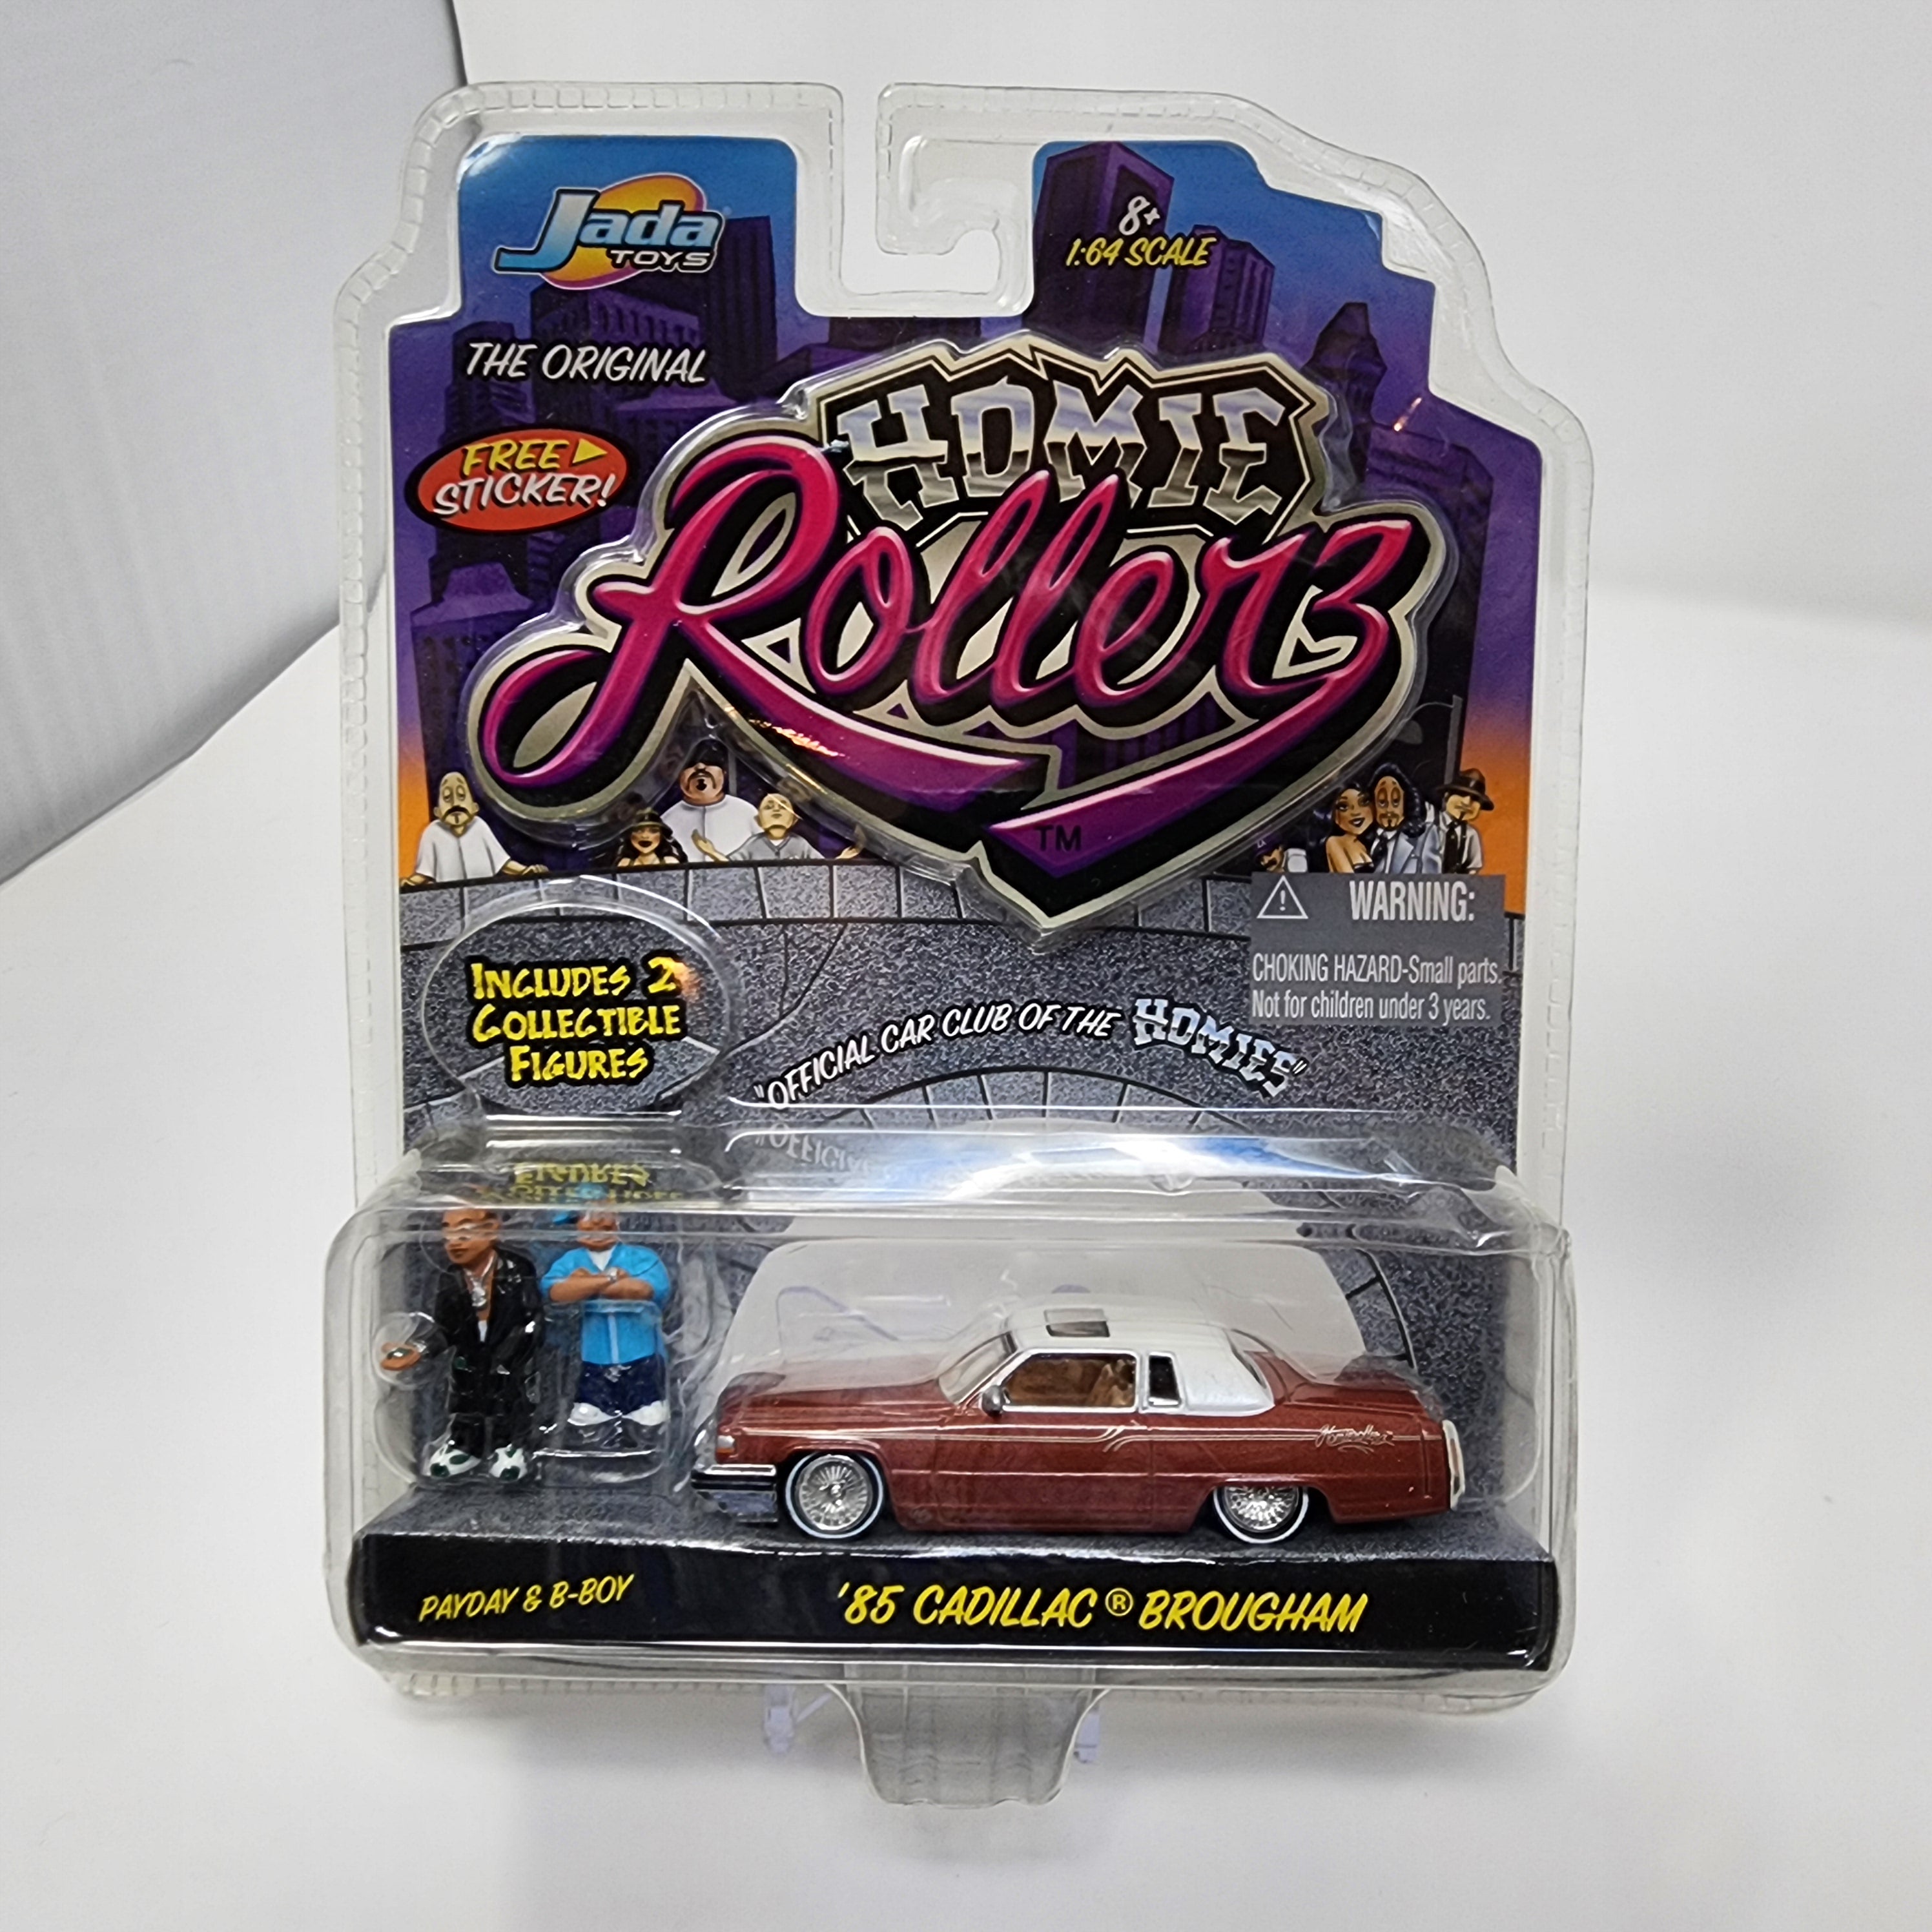 Jada
TOYS
8+
1:64 SCALE
THE ORIGINAL
HOMIE
Rollerz
TM
FREE
STICKER!
WARNING:
CHOKING HAZARD-Small parts.
Not for children under 3 years.
INCLUDES 2
COLLECTIBLE
FIGURES
"OFFICIAL CAR CLUB OF THE HOMIES"
Homierollerz
PAYDAY & B-BOY
'85 CADILLAC® BROUGHAM